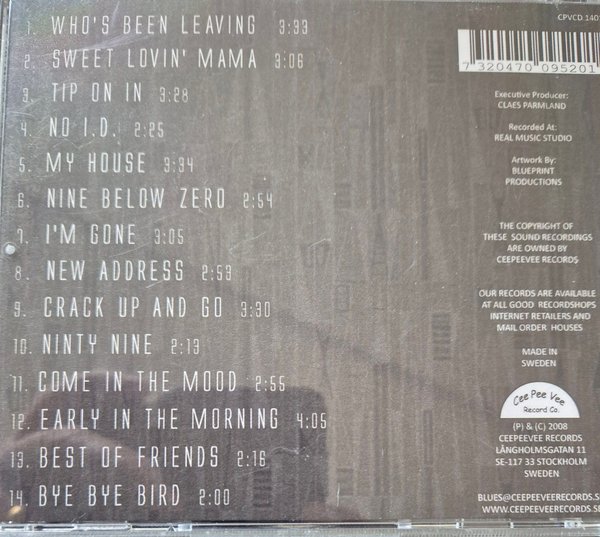 1. WHO'S BEEN LEAVING 3:33
2. SWEET LOVIN' MAMA 3:06
3. TIP ON IN 3:28
4. NO I.D. 2:25
5. MY HOUSE 3:34
6. NINE BELOW ZERO 2:54
7. I'M GONE 3:05
8. NEW ADDRESS 2:53
9. CRACK UP AND GO 3:30
10. NINTY NINE 2:13
11. COME IN THE MOOD 2:55
12. EARLY IN THE MORNING 4:05
13. BEST OF FRIENDS 2:16
14. BYE BYE BIRD 2:00
CPVCD 140
7 320470 095201
Executive Producer:
CLAES PARMLAND
Recorded At:
REAL MUSIC STUDIO
Artwork By:
BLUEPRINT
PRODUCTIONS
THE COPYRIGHT OF
THESE SOUND RECORDINGS
ARE OWNED BY
CEEPEEVEE RECORDS
OUR RECORDS ARE AVAILABLE
AT ALL GOOD RECORDSHOPS
INTERNET RETAILERS AND
MAIL ORDER HOUSES
MADE IN
SWEDEN
Cee Pee Vee
Record Co.
(P) & (C) 2008
CEEPEEVEE RECORDS
LÅNGHOLMSGATAN 11
SE-117 33 STOCKHOLM
SWEDEN
BLUES@CEEPEEVEERECORDS.S
WWW.CEEPEEVEERECORDS.SE